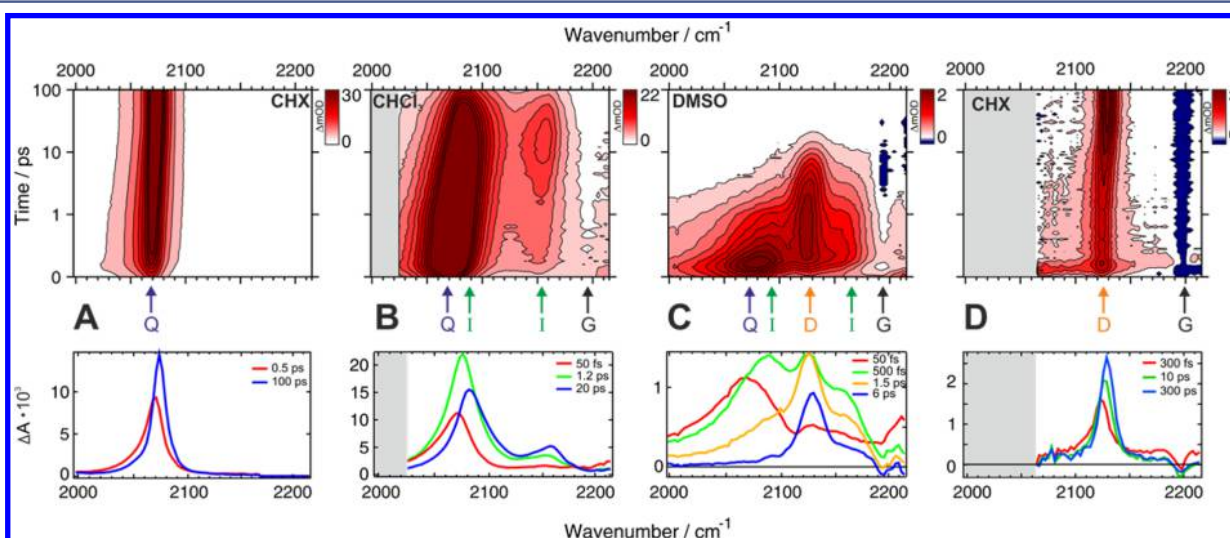 Wavenumber / cm⁻¹
2000 2100 2200 2000 2100 2200 2000 2100 2200 2000 2100 2200
Time / ps
100
10
1
0
CHX
30
0
ΔmOD
CHCl
22
0
ΔmOD
DMSO
2
0
ΔmOD
CHX
0
ΔmOD
A
Q
B
Q I I G
C
Q I D I G
D
D G
ΔA • 10³
10
5
0
0.5 ps
100 ps
20
15
10
5
0
50 fs
1.2 ps
20 ps
1
0
50 fs
500 fs
1.5 ps
6 ps
2
1
0
300 fs
10 ps
300 ps
2000 2100 2200 2000 2100 2200 2000 2100 2200 2000 2100 2200
Wavenumber / cm⁻¹